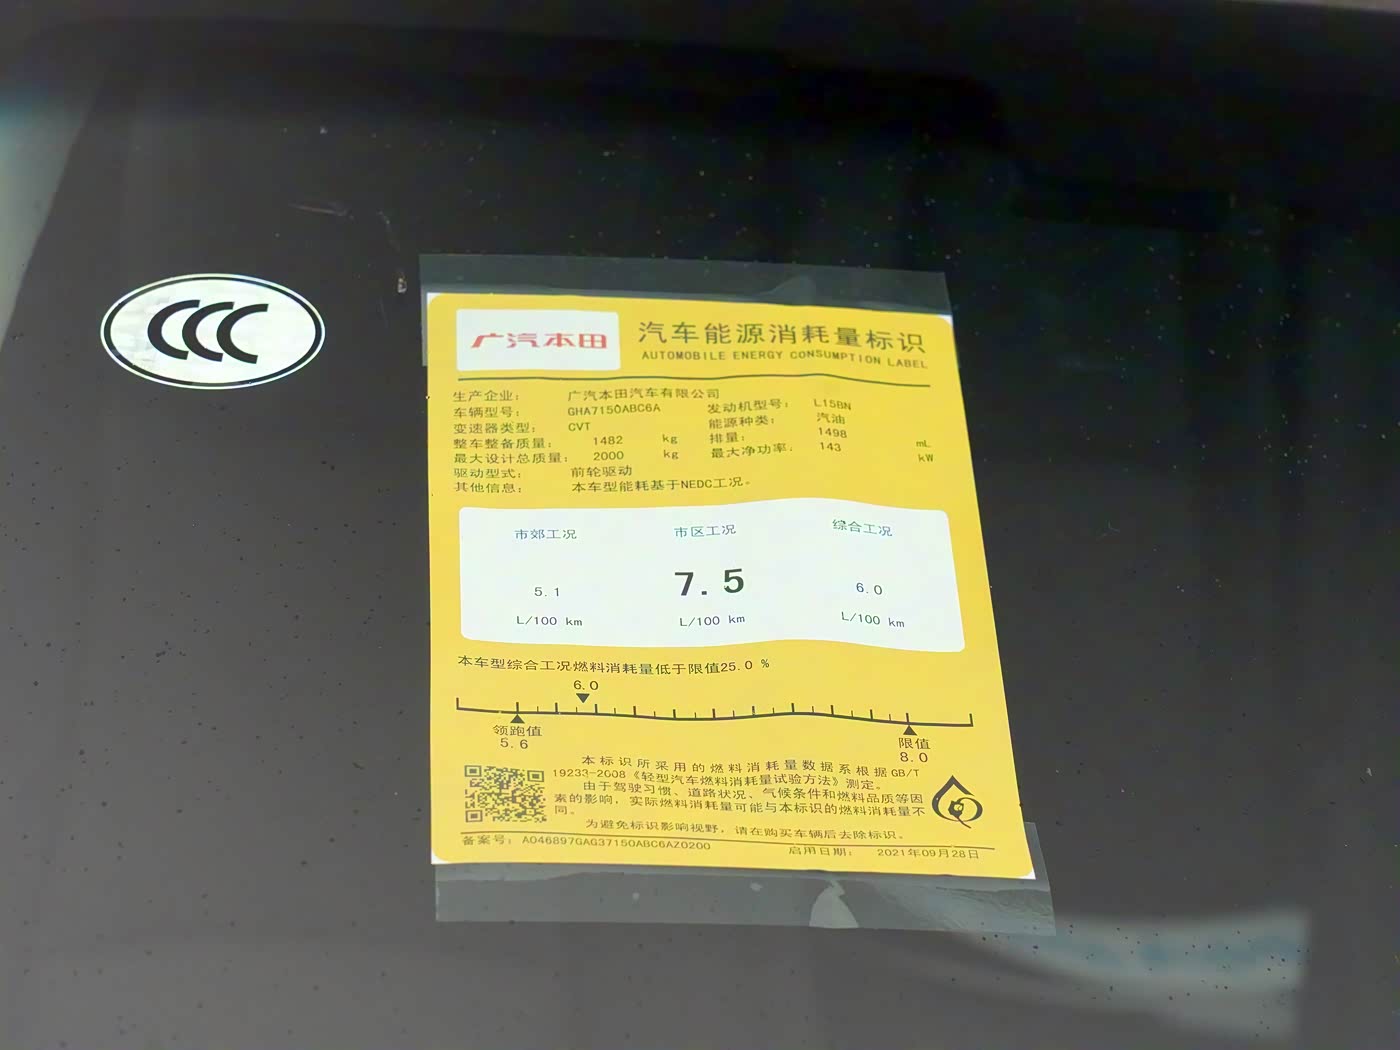 CCC
广汽本田
汽车能源消耗量标识
AUTOMOBILE ENERGY CONSUMPTION LABEL
生产企业： 广汽本田汽车有限公司
车辆型号： GHA7150ABC6A 发动机型号： L15BN
变速器类型： CVT 能源种类： 汽油
整车整备质量： 1482 kg 排量： 1498 mL
最大设计总质量： 2000 kg 最大净功率： 143 kW
驱动型式： 前轮驱动
其他信息： 本车型能耗基于NEDC工况。
市郊工况 市区工况 综合工况
5.1 7.5 6.0
L/100 km L/100 km L/100 km
本车型综合工况燃料消耗量低于限值25.0 %
6.0
领跑值 限值
5.6 8.0
本标识所采用的燃料消耗量数据系根据GB/T
19233-2008《轻型汽车燃料消耗量试验方法》测定。
由于驾驶习惯、道路状况、气候条件和燃料品质等因
素的影响，实际燃料消耗量可能与本标识的燃料消耗量不
同。
为避免标识影响视野，请在购买车辆后去除标识。
备案号： A046897GAG37150ABC6AZ0200 启用日期： 2021年09月28日